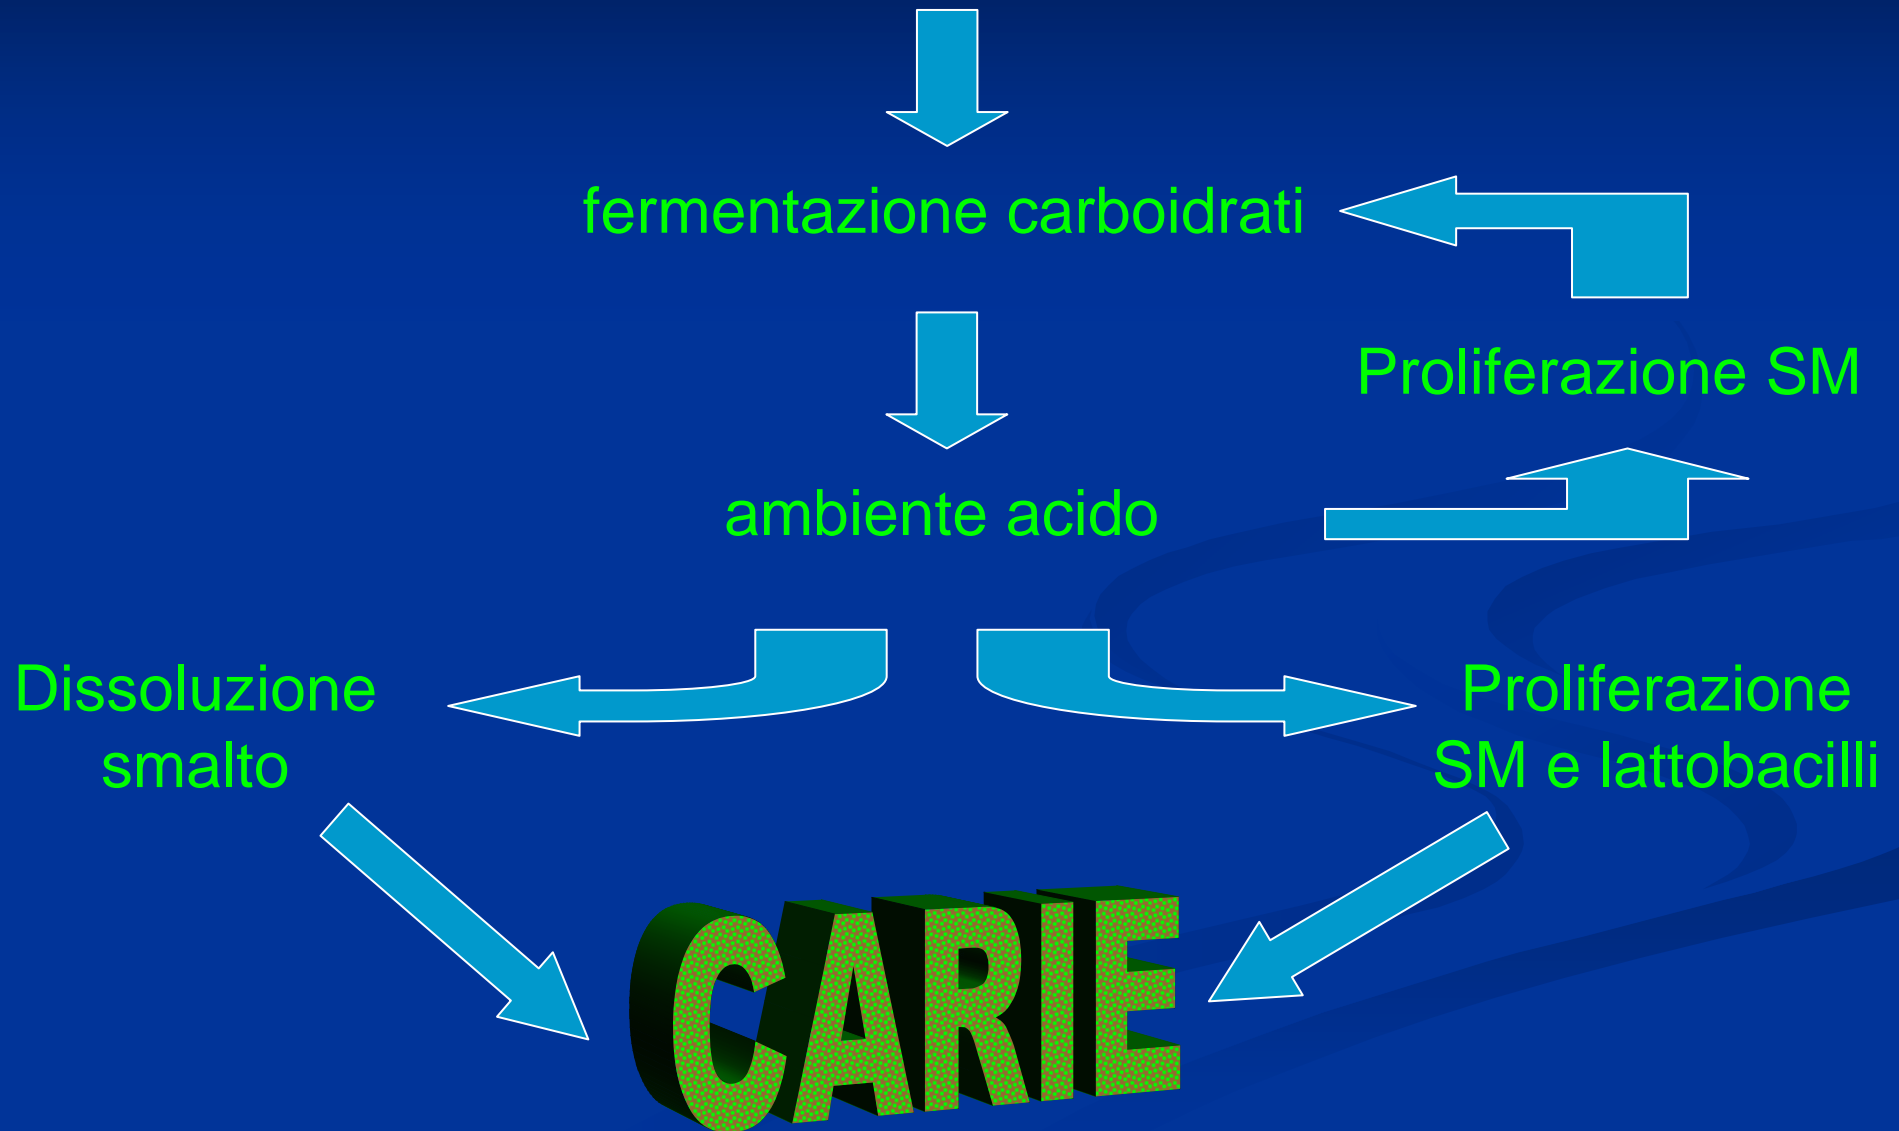 fermentazione carboidrati
Proliferazione SM
ambiente acido
Dissoluzione
smalto
Proliferazione
SM e lattobacilli
CARIE